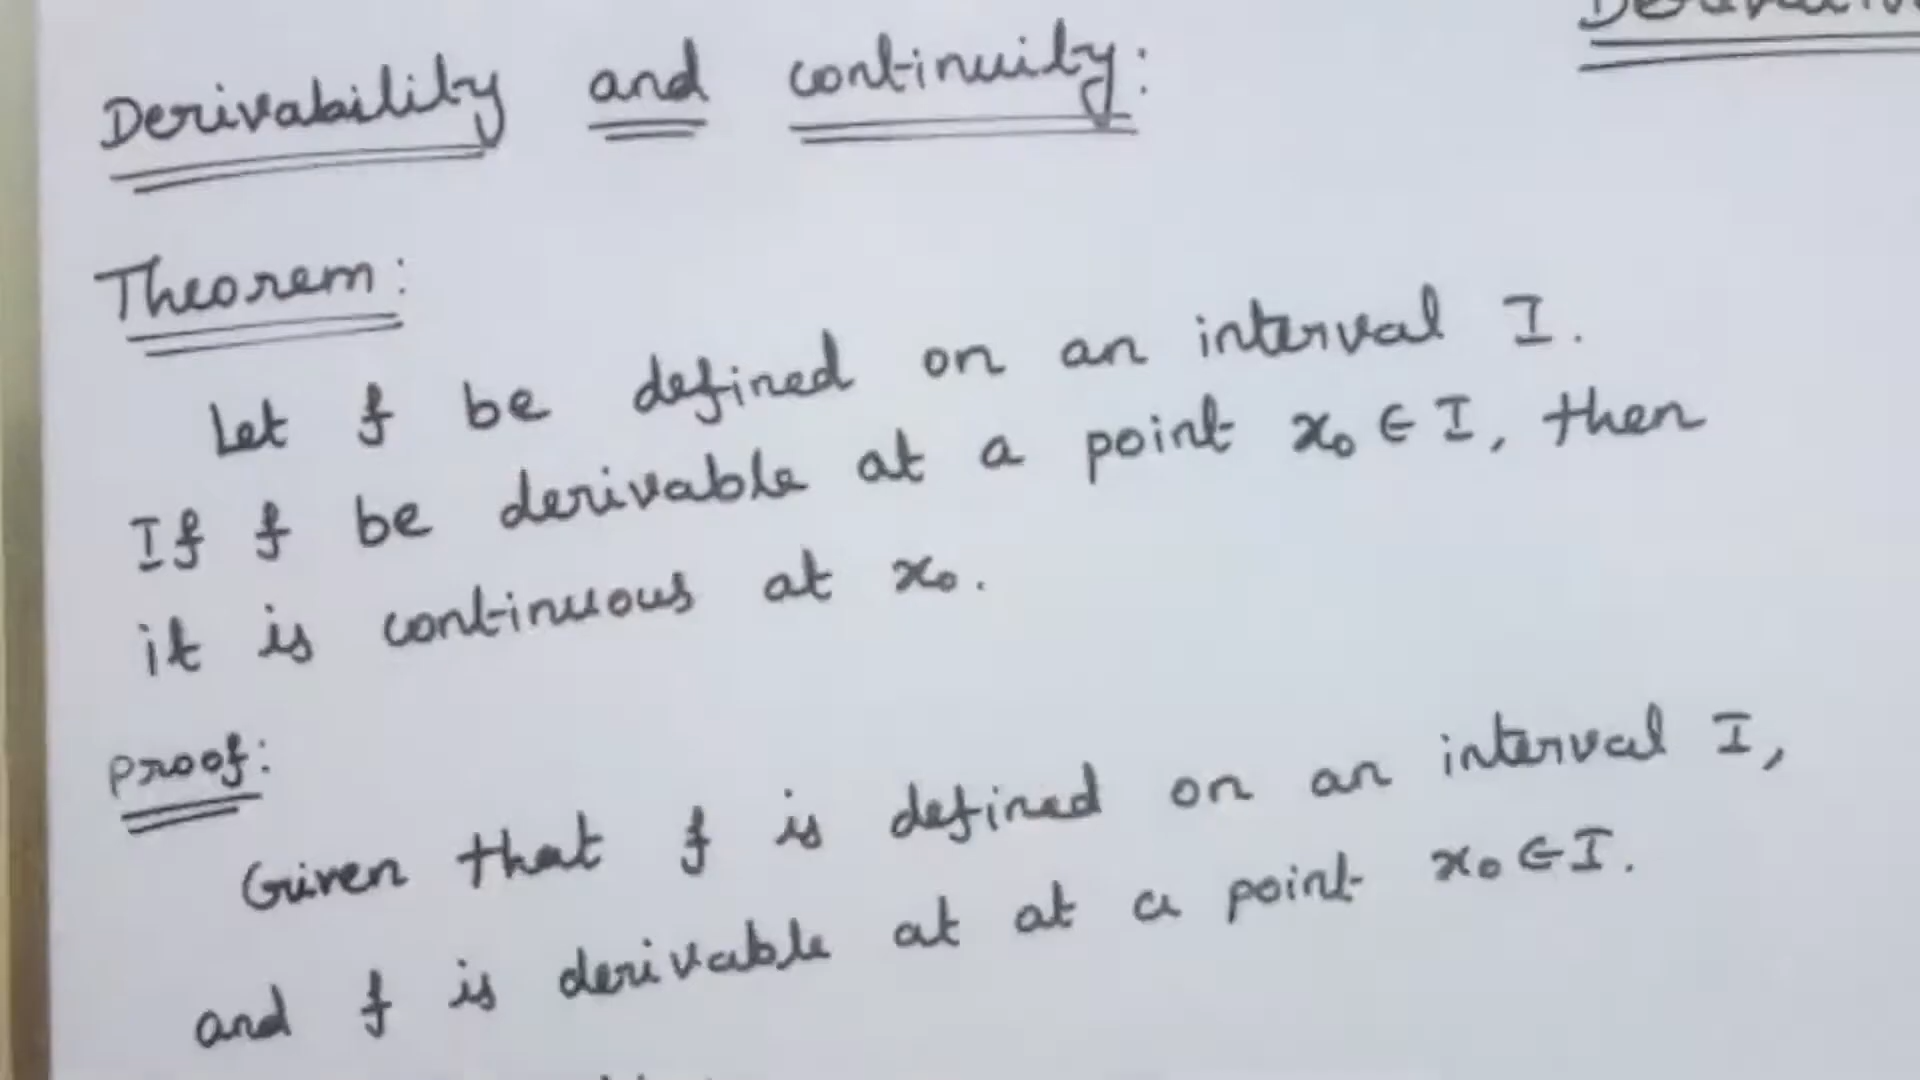 Derivability and continuity:
Theorem:
Let f be defined on an interval I.
If f be derivable at a point x₀ ∈ I, then
it is continuous at x₀.
Proof:
Given that f is defined on an interval I,
and f is derivable at at a point x₀ ∈ I.